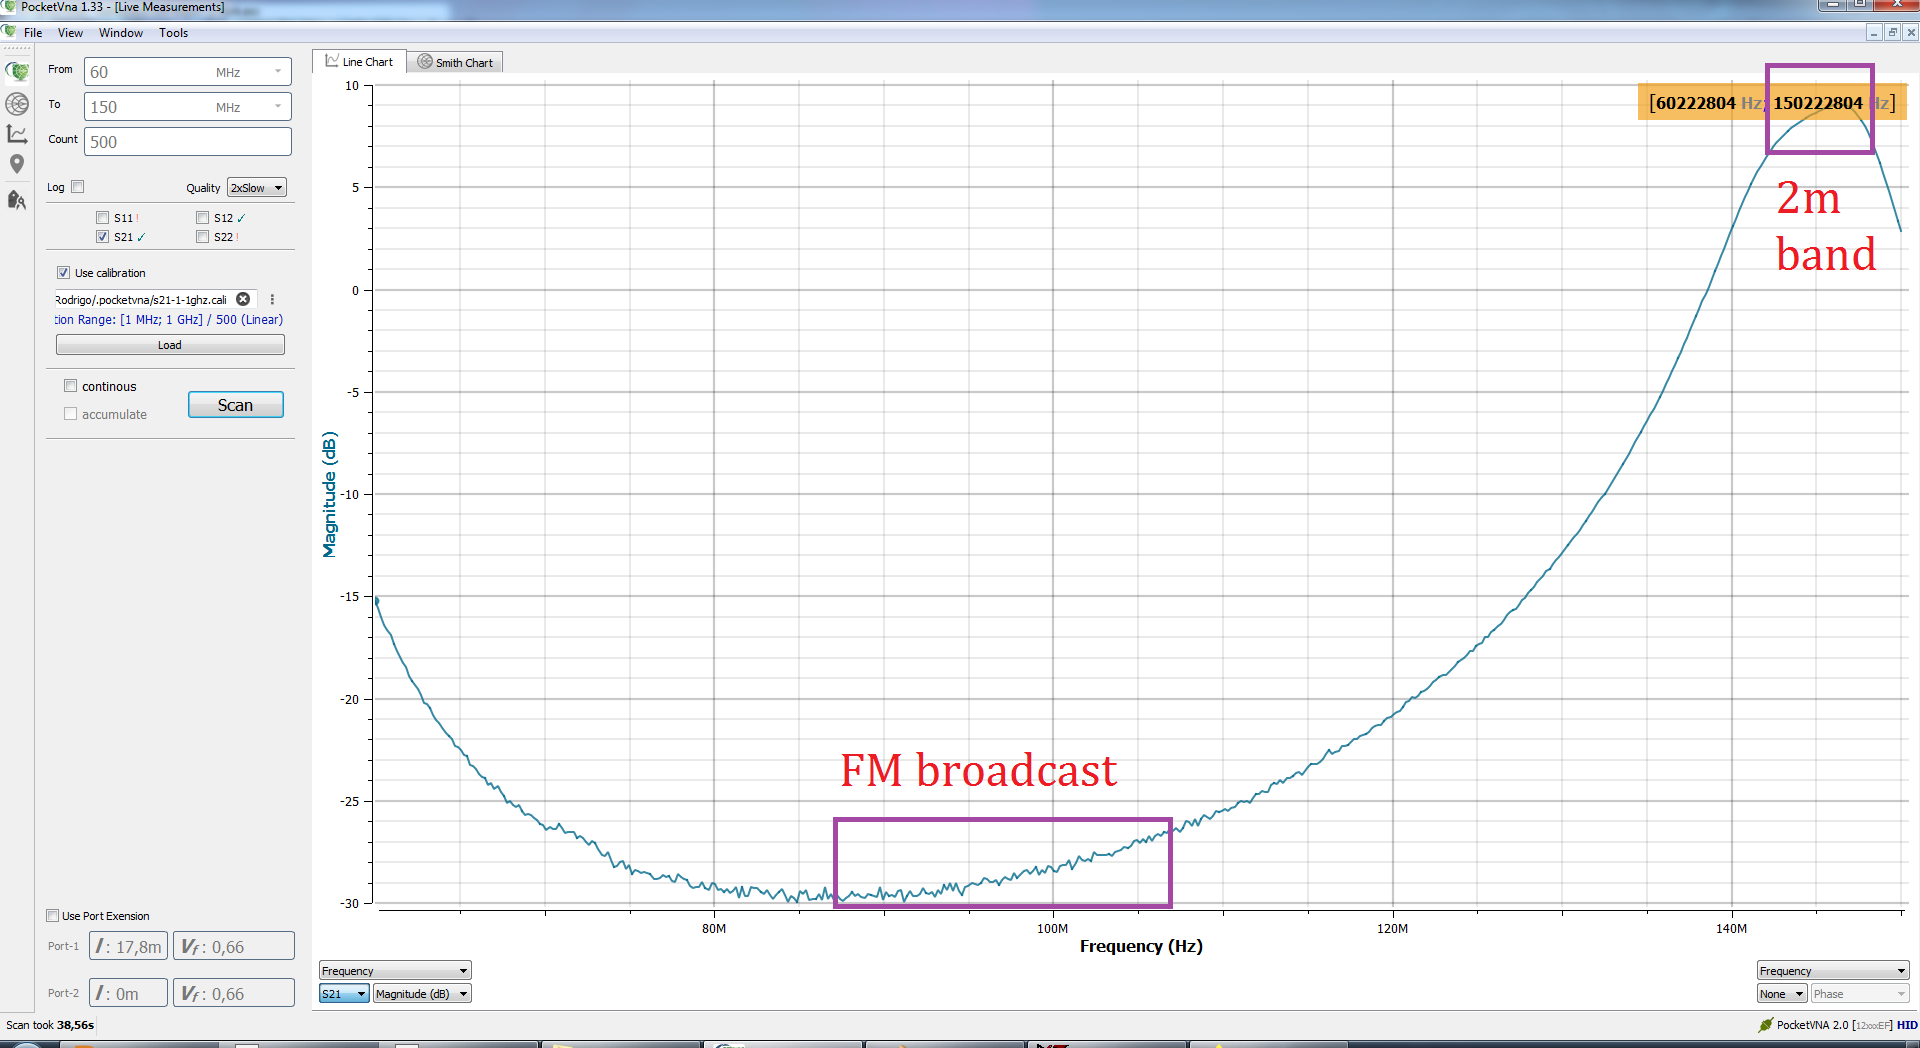 PocketVna 1.33 - [Live Measurements]
File View Window Tools
From 60 MHz
To 150 MHz
Count 500
Log Quality 2xSlow
S11 ! S12 ✓
S21 ✓ S22 !
Use calibration
Rodrigo/.pocketvna/s21-1-1ghz.cali
tion Range: [1 MHz; 1 GHz] / 500 (Linear)
Load
continous
Scan
accumulate
Use Port Exension
Port-1 I : 17,8m Vf : 0,66
Port-2 I : 0m Vf : 0,66
Scan took 38,56s
Line Chart Smith Chart
[60222804 Hz; 150222804 Hz]
10
5
0
-5
-10
-15
-20
-25
-30
Magnitude (dB)
2m
band
FM broadcast
80M 100M 120M 140M
Frequency (Hz)
Frequency
S21 Magnitude (dB)
Frequency
None Phase
PocketVNA 2.0 [12xxxEF] HID